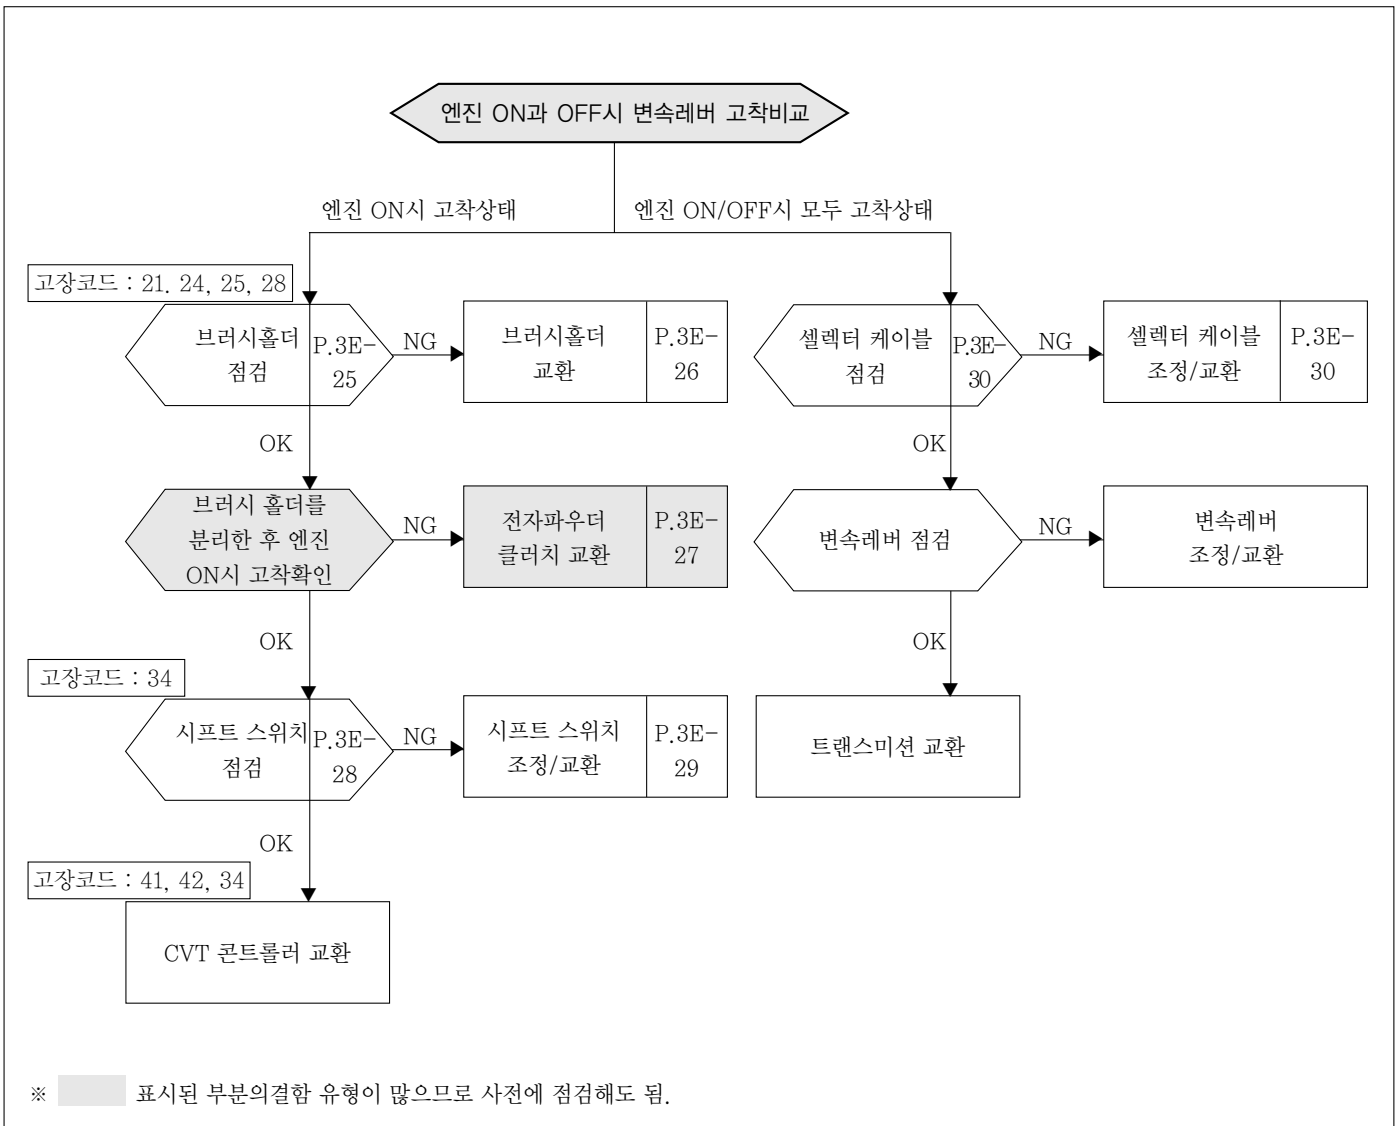 엔진 ON과 OFF시 변속레버 고착비교
엔진 ON시 고착상태
엔진 ON/OFF시 모두 고착상태
고장코드 : 21. 24, 25, 28
브러시홀더
점검
P.3E-
25
NG
브러시홀더
교환
P.3E-
26
셀렉터 케이블
점검
P.3E-
30
NG
셀렉터 케이블
조정/교환
P.3E-
30
OK
OK
브러시 홀더를
분리한 후 엔진
ON시 고착확인
NG
전자파우더
클러치 교환
P.3E-
27
변속레버 점검
NG
변속레버
조정/교환
OK
OK
고장코드 : 34
시프트 스위치
점검
P.3E-
28
NG
시프트 스위치
조정/교환
P.3E-
29
트랜스미션 교환
OK
고장코드 : 41, 42, 34
CVT 콘트롤러 교환
※ 표시된 부분의결함 유형이 많으므로 사전에 점검해도 됨.